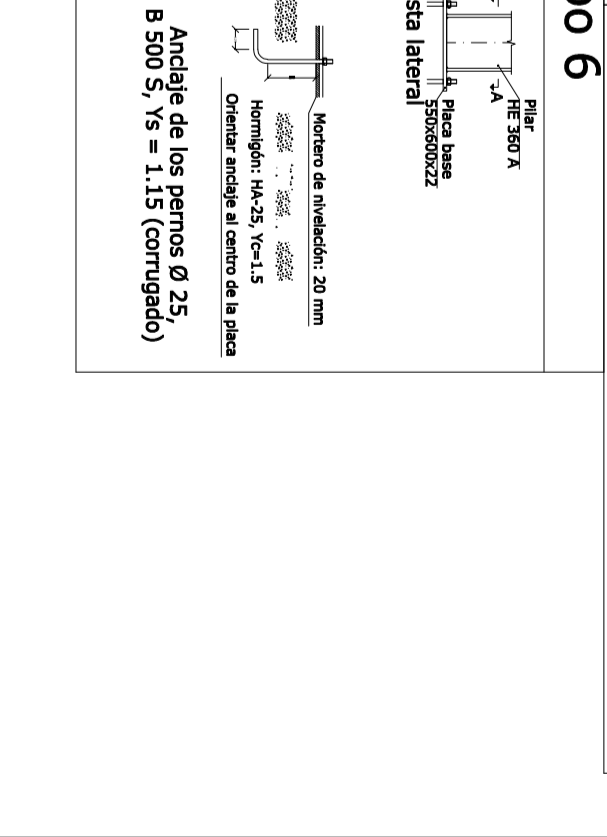 6
Pilar
HE 360 A
A
Placa base
550x600x22
sta lateral
Mortero de nivelación: 20 mm
Hormigón: HA-25, Yc=1.5
Orientar anclaje al centro de la placa
Anclaje de los pernos Ø 25,
B 500 S, Ys = 1.15 (corrugado)